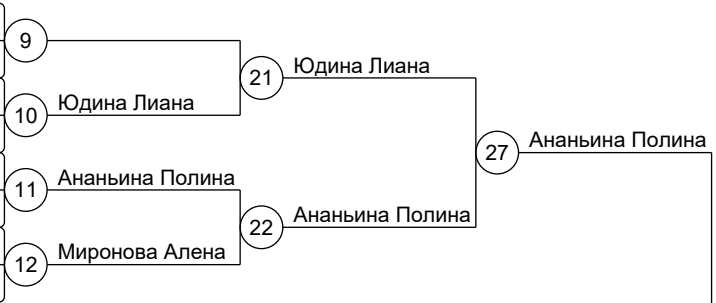 9
21 Юдина Лиана
10 Юдина Лиана
27 Ананьина Полина
11 Ананьина Полина
22 Ананьина Полина
12 Миронова Алена